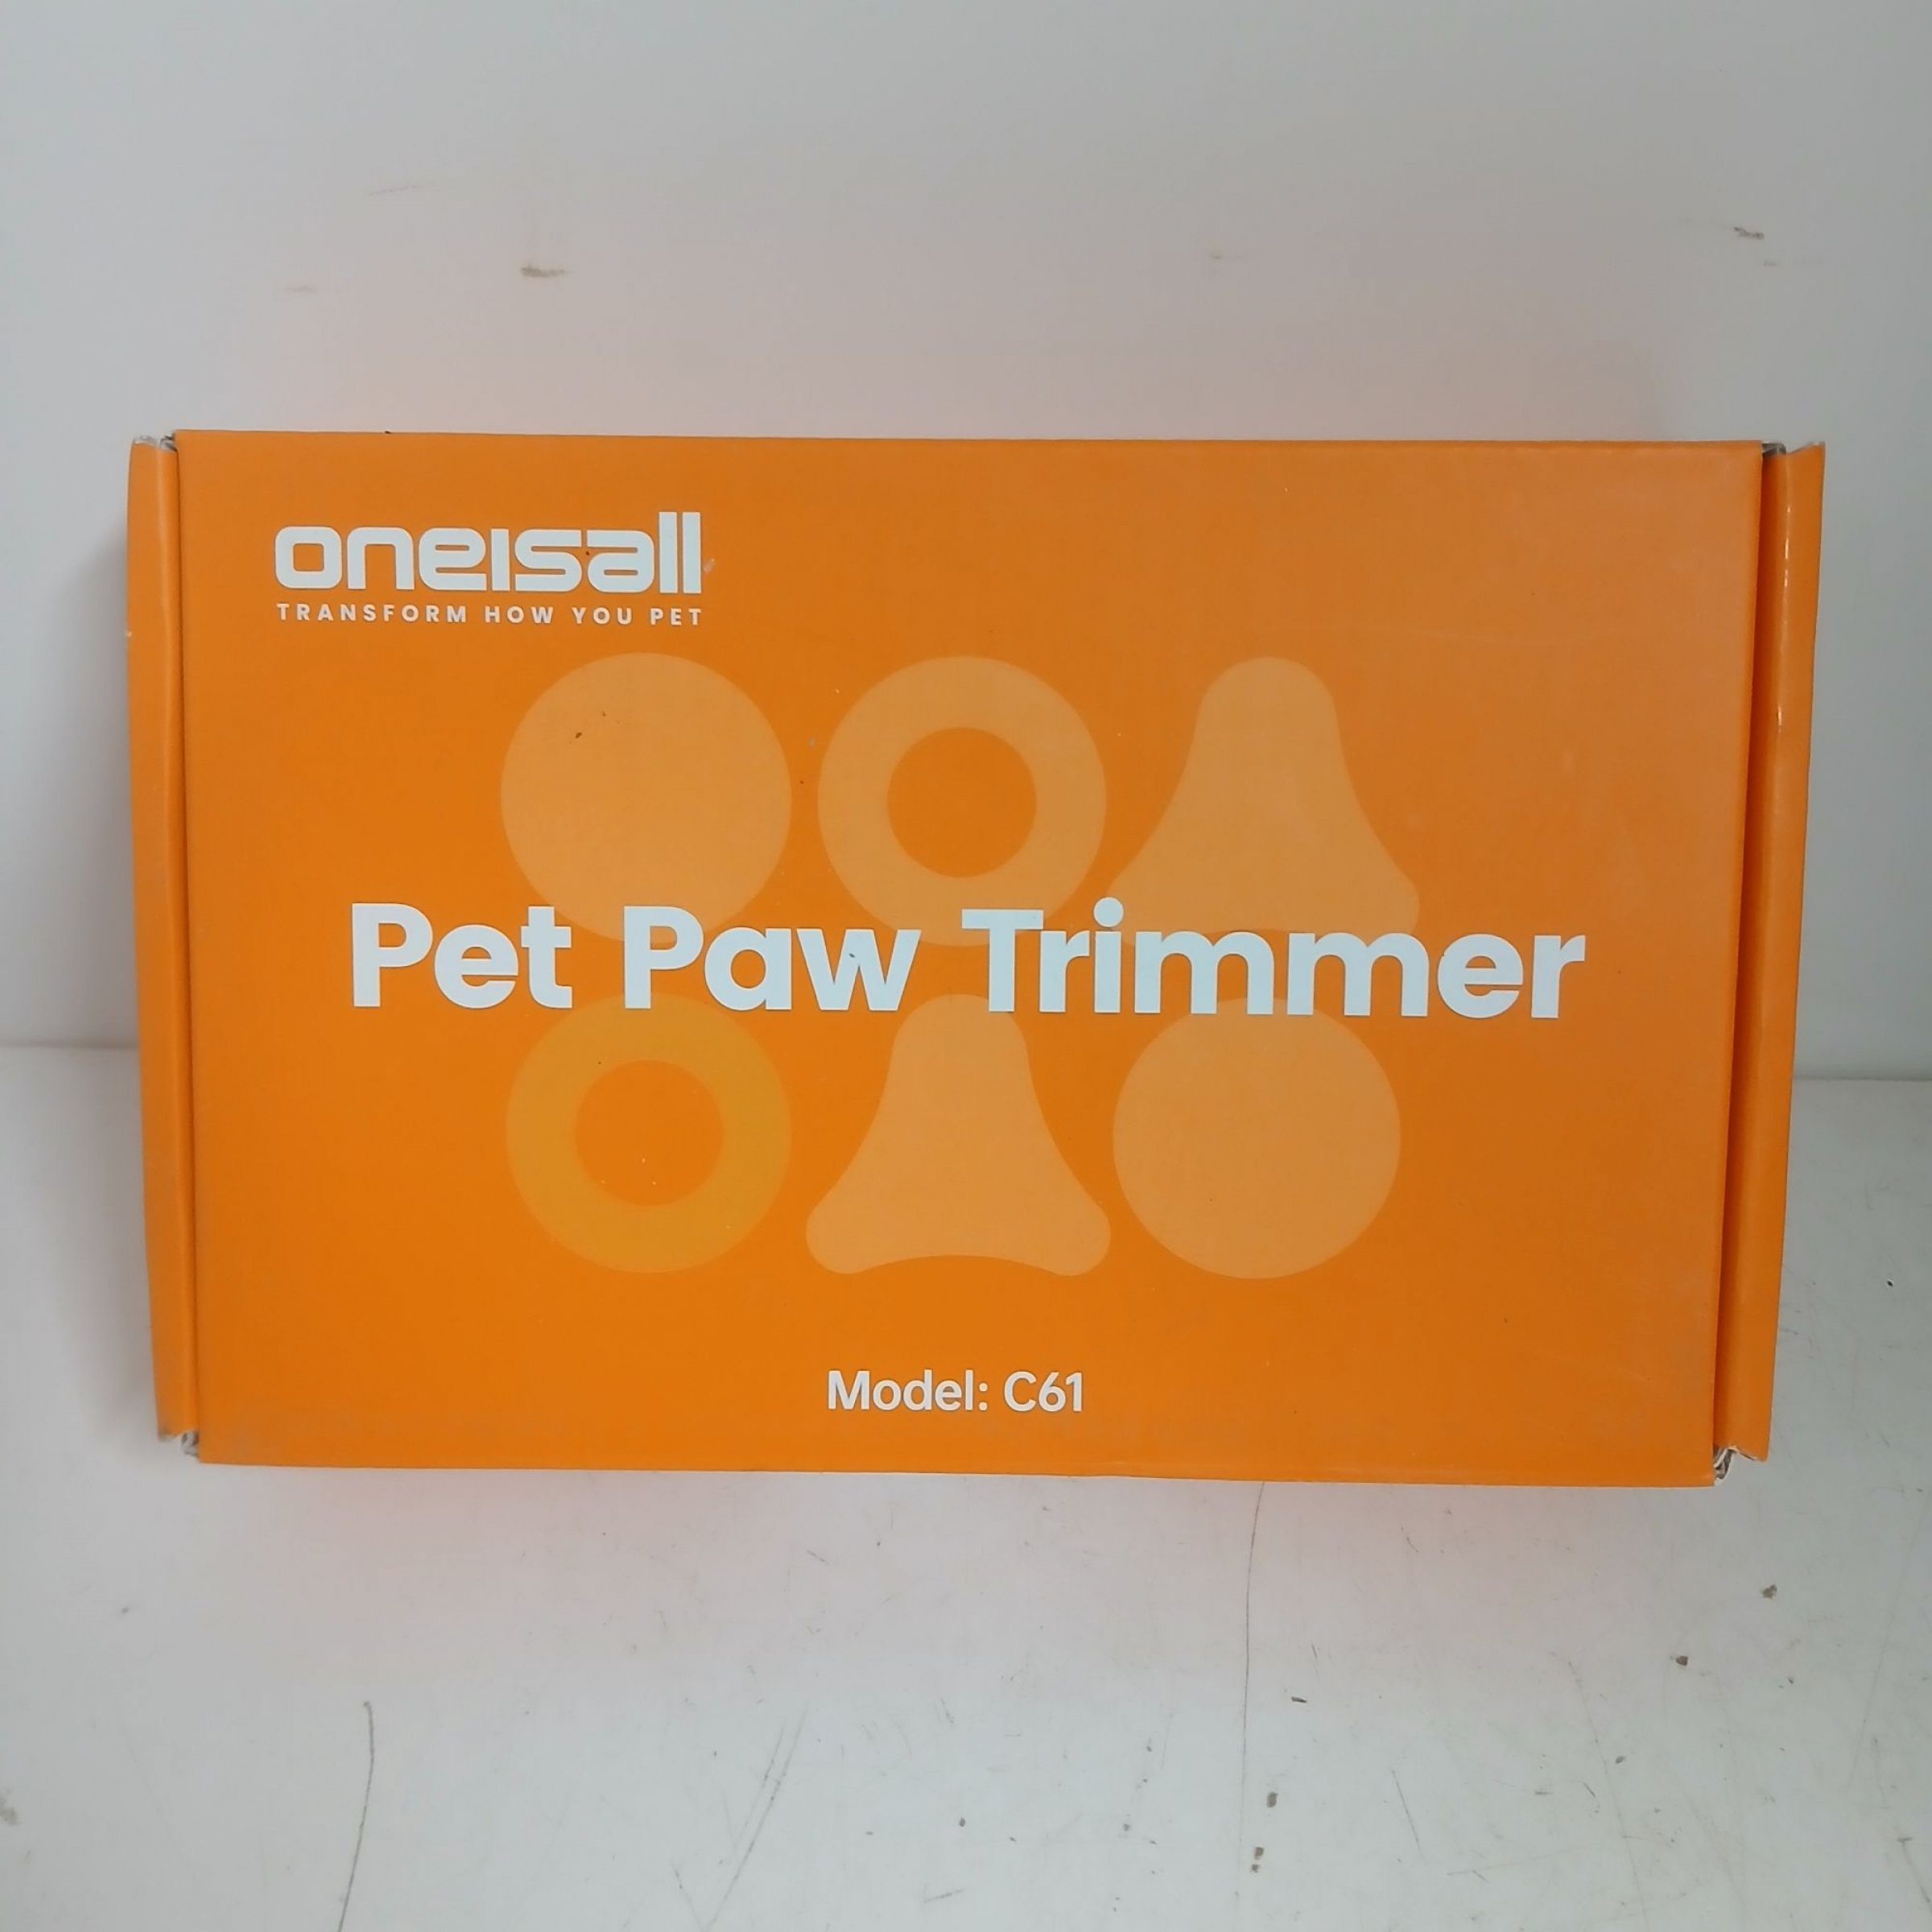 oneisall
TRANSFORM HOW YOU PET
Pet Paw Trimmer
Model: C61